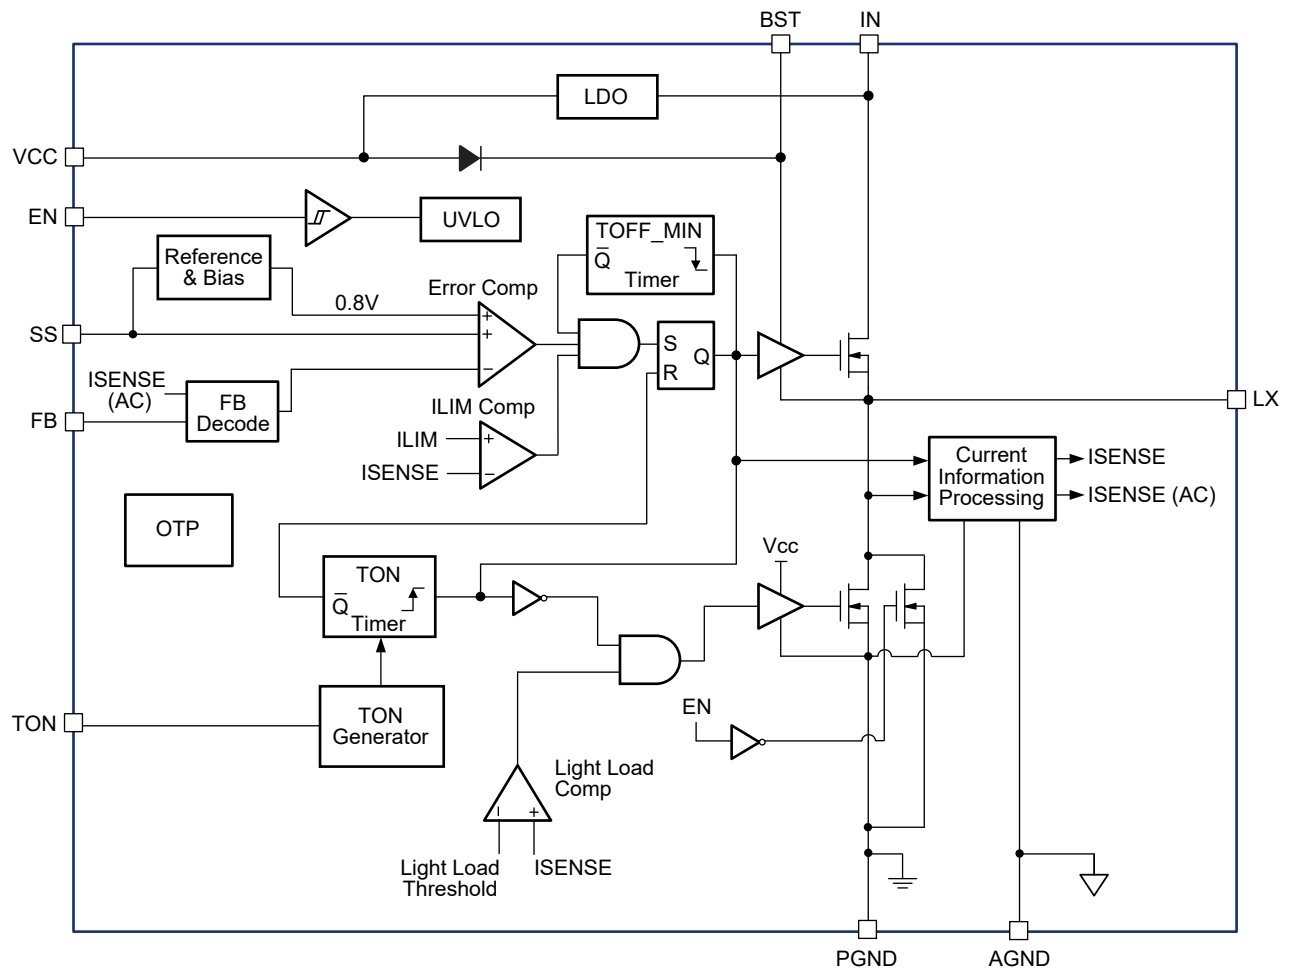 BST
IN
LDO
VCC
EN
UVLO
TOFF_MIN
Q̅
Timer
Reference
& Bias
0.8V
Error Comp
+
+
−
SS
S
R
Q
ISENSE
(AC)
FB
Decode
FB
ILIM Comp
ILIM
+
ISENSE
−
LX
Current
Information
Processing
ISENSE
ISENSE (AC)
OTP
Vcc
TON
Q̅
Timer
TON
TON
Generator
EN
Light Load
Comp
−
+
Light Load
Threshold
ISENSE
PGND
AGND